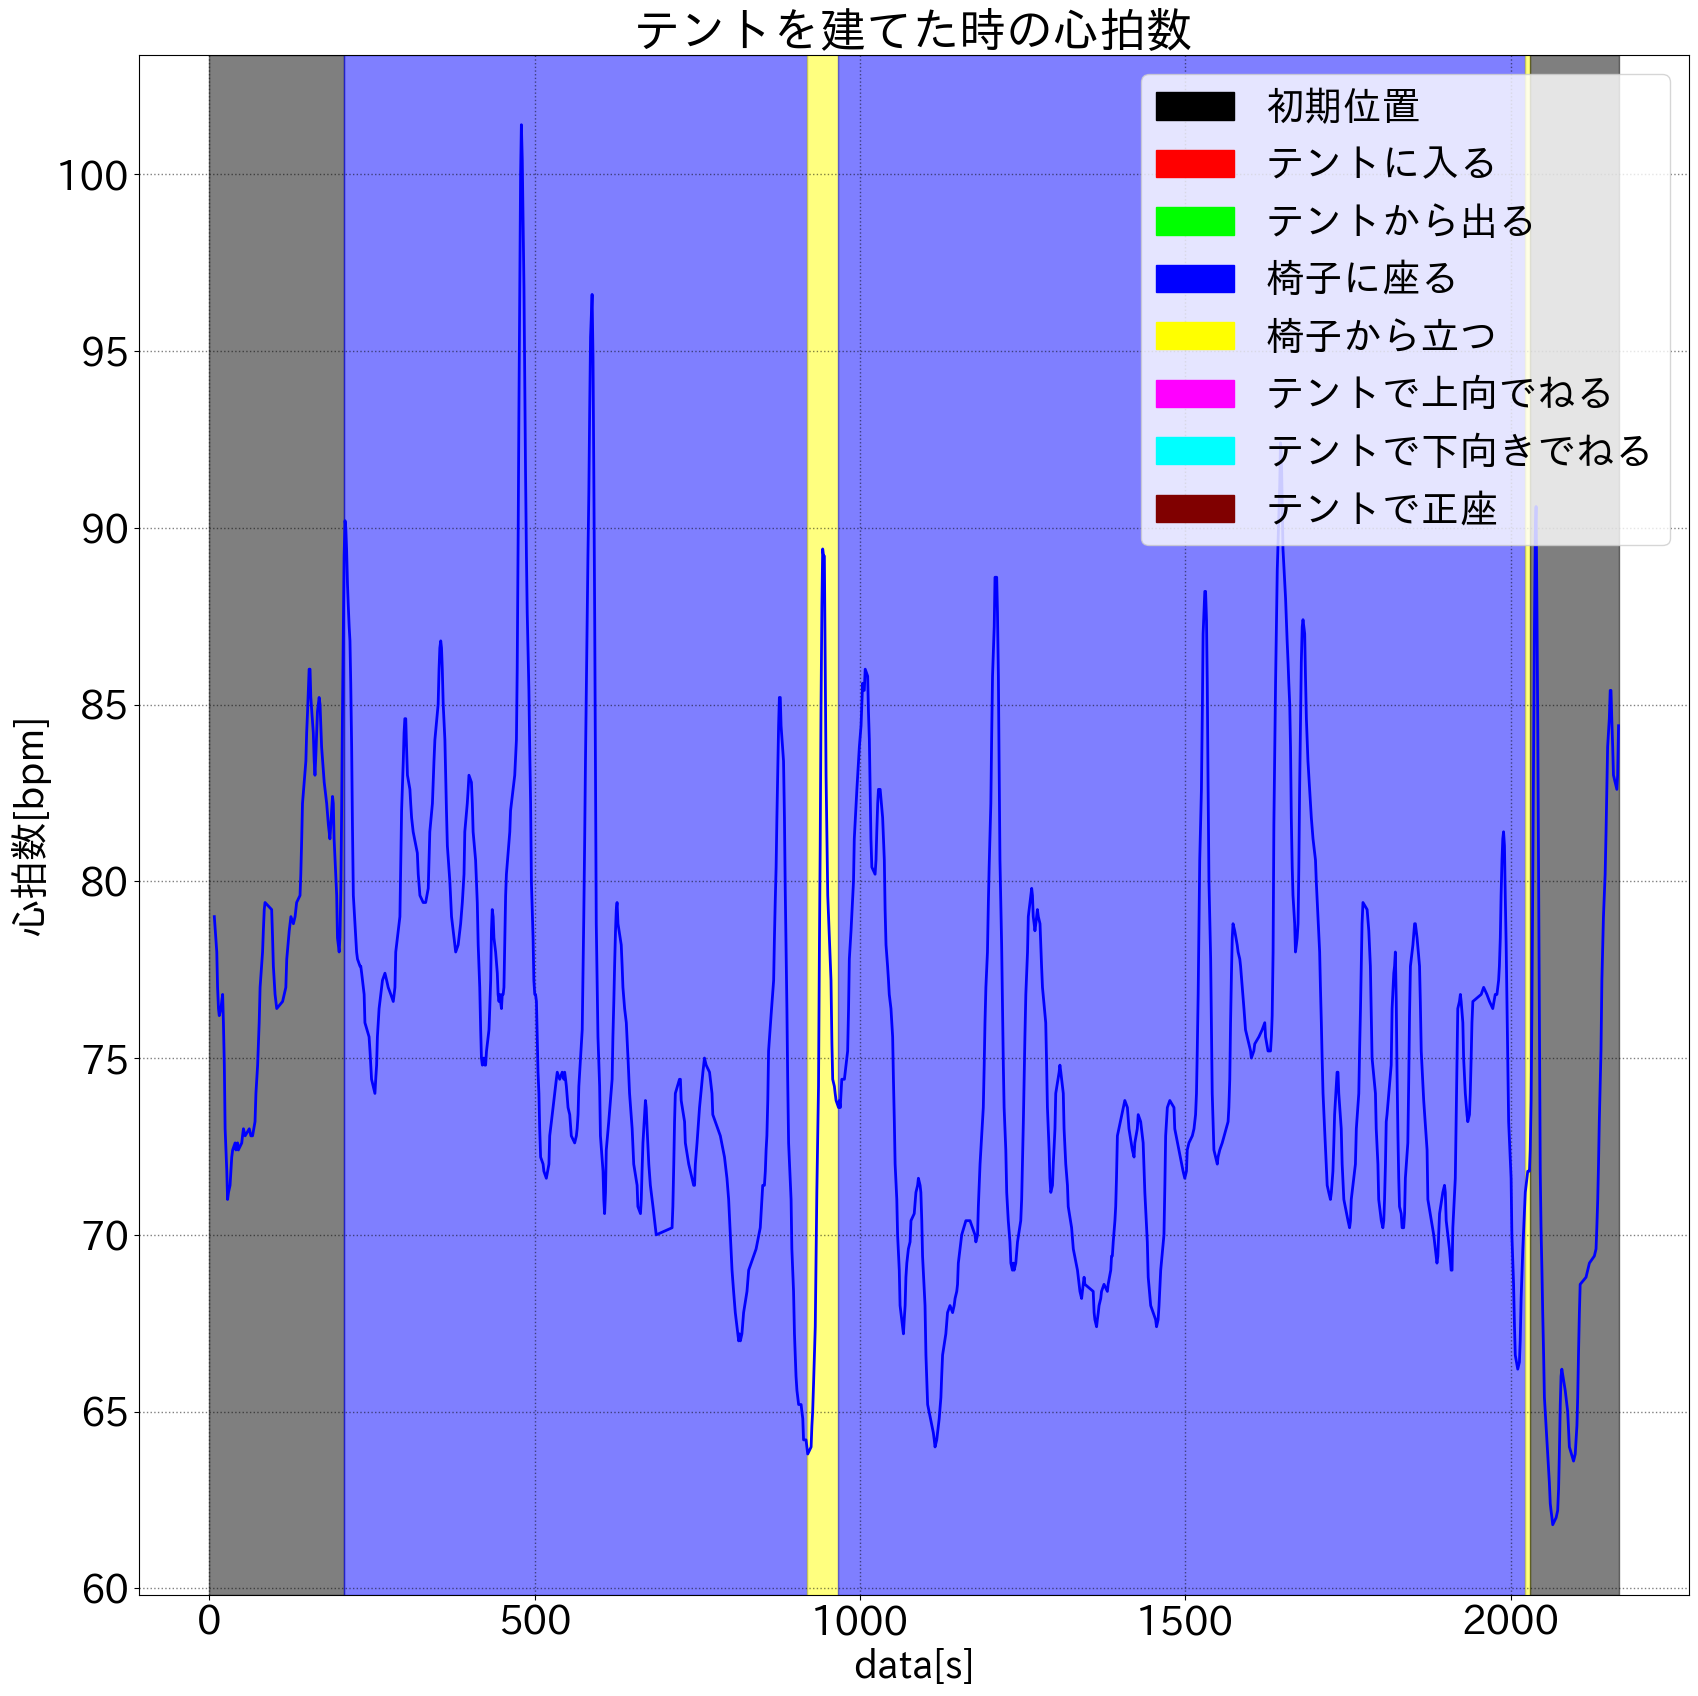 テントを建てた時の心拍数
初期位置
テントに入る
テントから出る
椅子に座る
椅子から立つ
テントで上向でねる
テントで下向きでねる
テントで正座
心拍数[bpm]
100
95
90
85
80
75
70
65
60
0 500 1000 1500 2000
data[s]